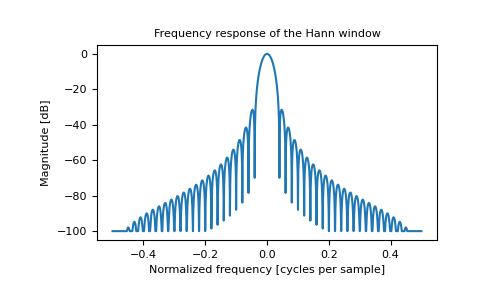 Frequency response of the Hann window
0
−20
−40
−60
−80
−100
Magnitude [dB]
−0.4 −0.2 0.0 0.2 0.4
Normalized frequency [cycles per sample]